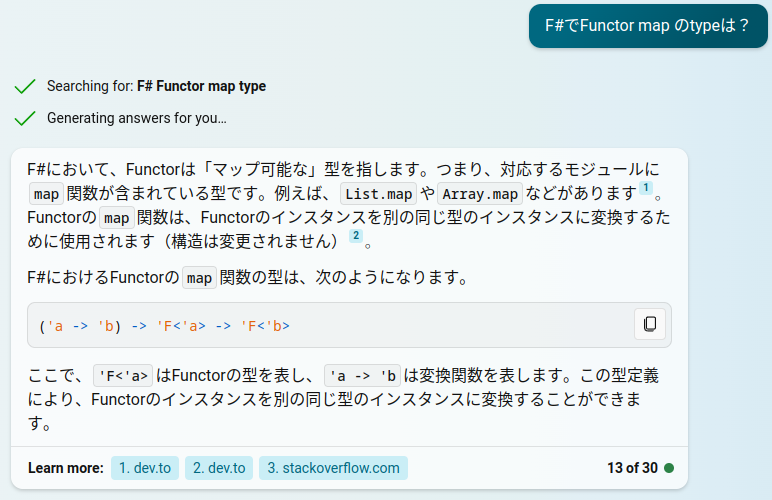 F#でFunctor map のtypeは？
Searching for: F# Functor map type
Generating answers for you…
F#において、Functorは「マップ可能な」型を指します。つまり、対応するモジュールに
map 関数が含まれている型です。例えば、 List.map や Array.map などがあります 1 。
Functorの map 関数は、Functorのインスタンスを別の同じ型のインスタンスに変換するた
めに使用されます（構造は変更されません） 2 。
F#におけるFunctorの map 関数の型は、次のようになります。
('a -> 'b) -> 'F<'a> -> 'F<'b>
ここで、 'F<'a> はFunctorの型を表し、 'a -> 'b は変換関数を表します。この型定義
により、Functorのインスタンスを別の同じ型のインスタンスに変換することができま
す。
Learn more: 1. dev.to 2. dev.to 3. stackoverflow.com 13 of 30